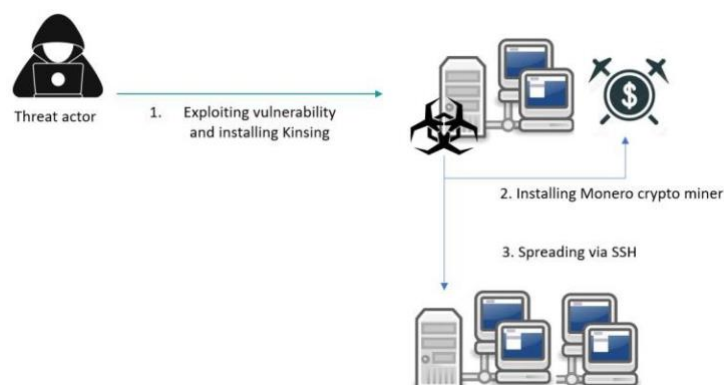 Threat actor
1. Exploiting vulnerability
and installing Kinsing
$
2. Installing Monero crypto miner
3. Spreading via SSH